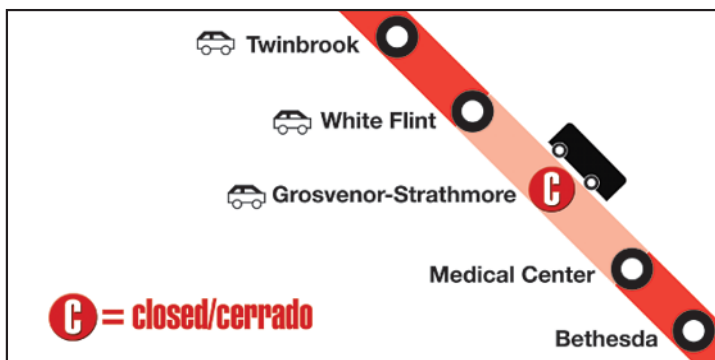 Twinbrook
White Flint
C
Grosvenor-Strathmore
Medical Center
C = closed/cerrado
Bethesda